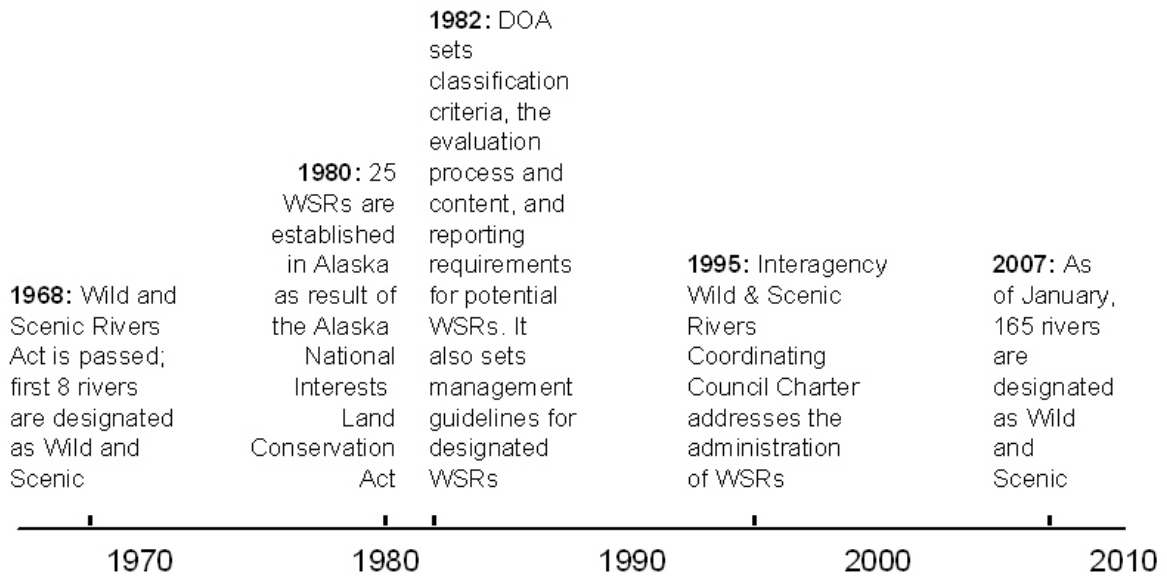 1968: Wild and
Scenic Rivers
Act is passed;
first 8 rivers
are designated
as Wild and
Scenic
1980: 25
WSRs are
established
in Alaska
as result of
the Alaska
National
Interests
Land
Conservation
Act
1982: DOA
sets
classification
criteria, the
evaluation
process and
content, and
reporting
requirements
for potential
WSRs. It
also sets
management
guidelines for
designated
WSRs
1995: Interagency
Wild & Scenic
Rivers
Coordinating
Council Charter
addresses the
administration
of WSRs
2007: As
of January,
165 rivers
are
designated
as Wild
and
Scenic
1970 1980 1990 2000 2010